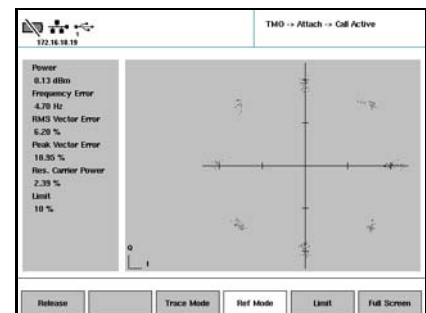 1
172.16.18.19
TMO -> Attach -> Call Active
Power
0.13 dBm
Frequency Error
4.70 Hz
RMS Vector Error
6.20 %
Peak Vector Error
10.95 %
Res. Carrier Power
2.39 %
Limit
10 %
Q
I
Release
Trace Mode
Ref Mode
Limit
Full Screen